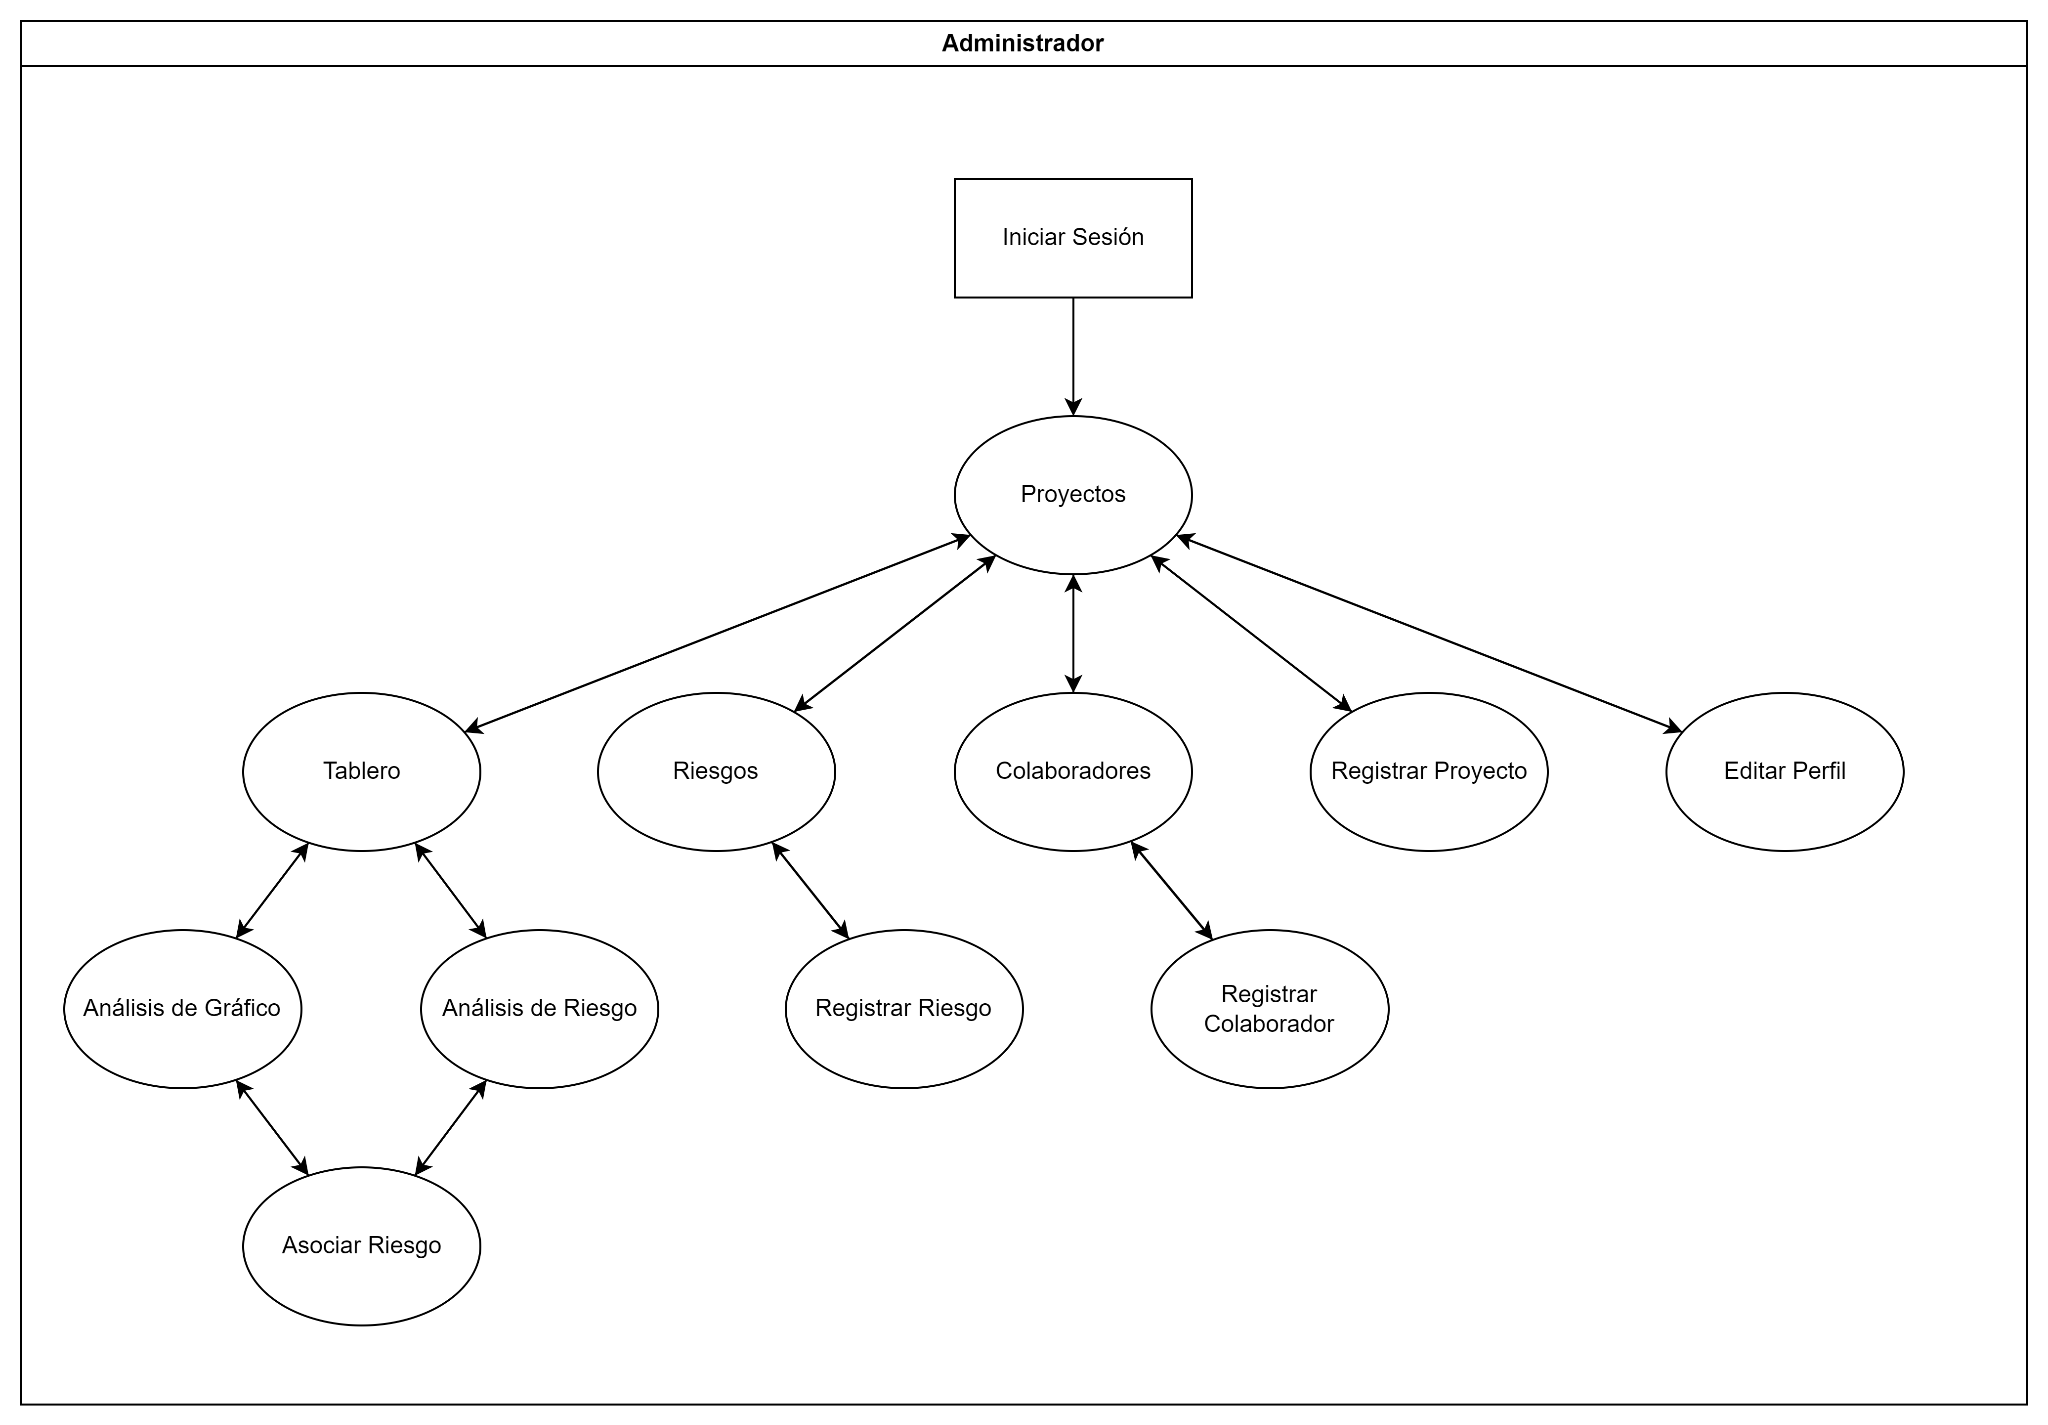 Administrador
Iniciar Sesión
Proyectos
Tablero
Riesgos
Colaboradores
Registrar Proyecto
Editar Perfil
Análisis de Gráfico
Análisis de Riesgo
Registrar Riesgo
Registrar
Colaborador
Asociar Riesgo